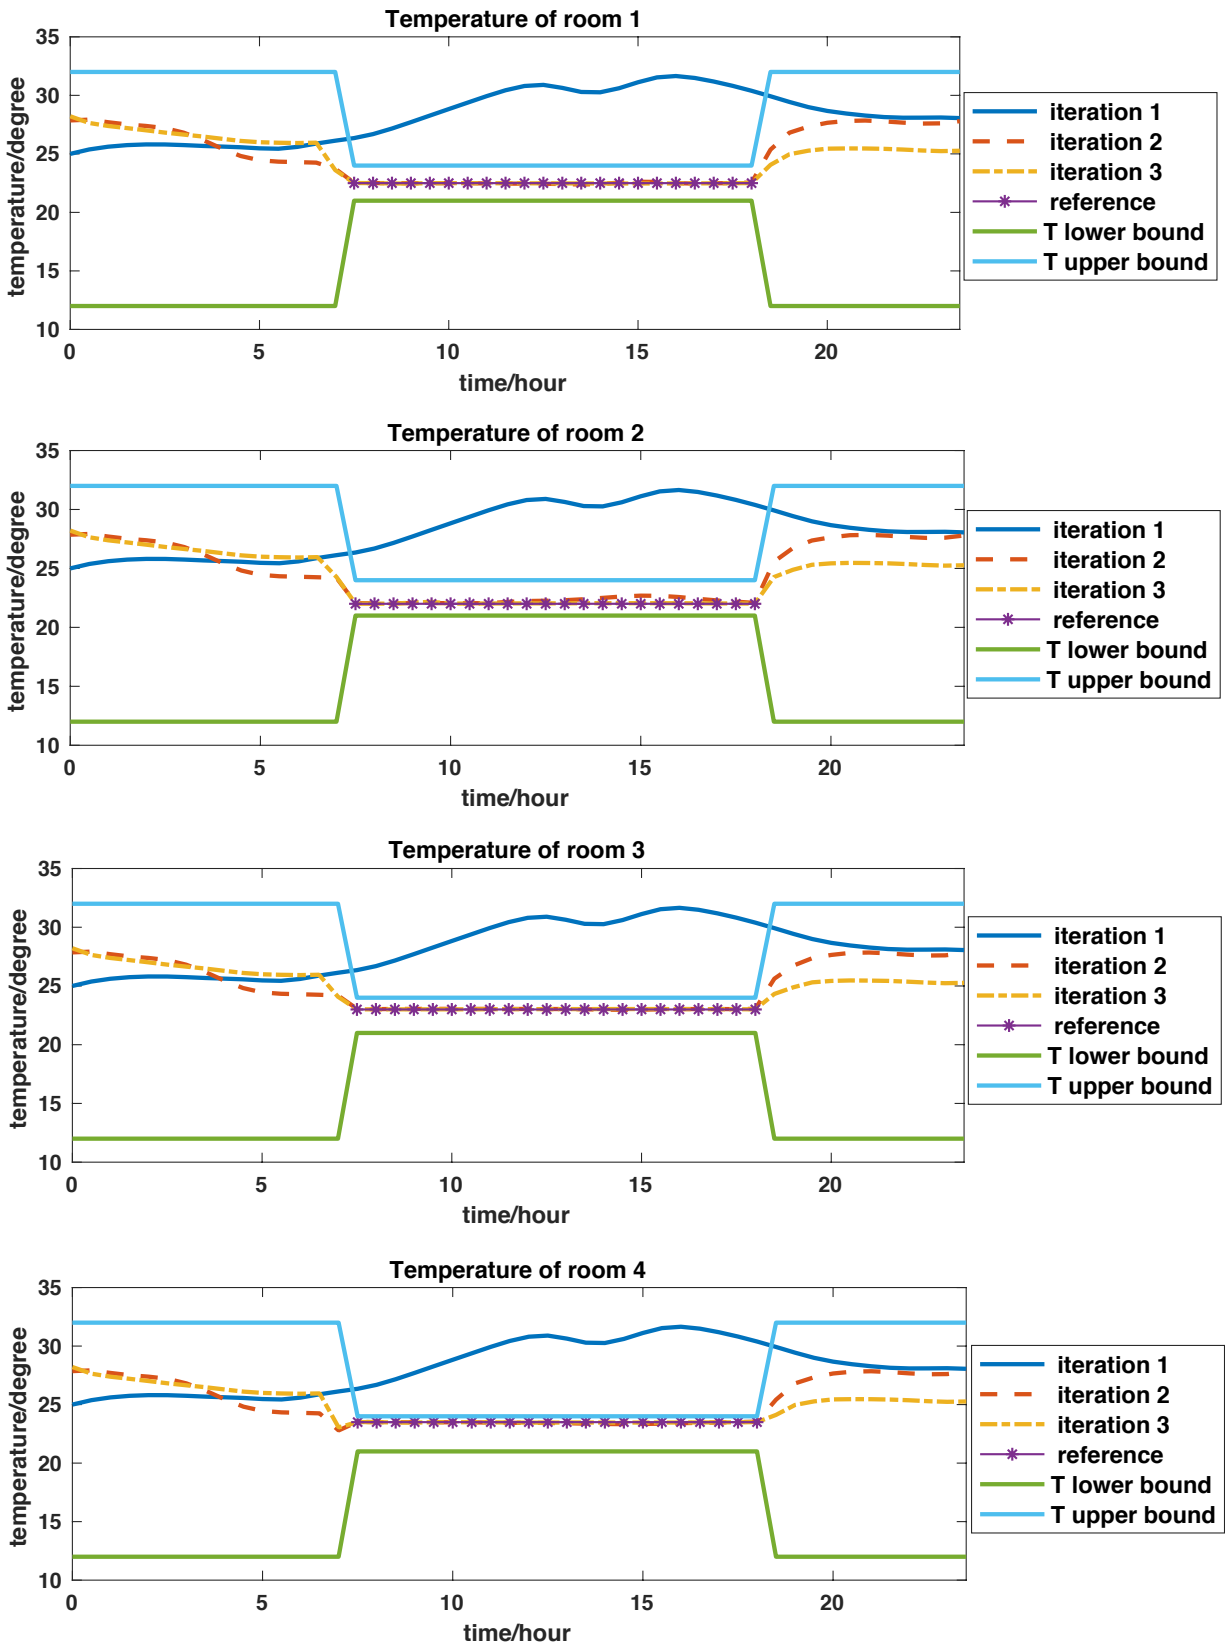 Temperature of room 1
35
30
25
20
15
10
temperature/degree
0 5 10 15 20
time/hour
iteration 1
iteration 2
iteration 3
reference
T lower bound
T upper bound
Temperature of room 2
35
30
25
20
15
10
temperature/degree
0 5 10 15 20
time/hour
iteration 1
iteration 2
iteration 3
reference
T lower bound
T upper bound
Temperature of room 3
35
30
25
20
15
10
temperature/degree
0 5 10 15 20
time/hour
iteration 1
iteration 2
iteration 3
reference
T lower bound
T upper bound
Temperature of room 4
35
30
25
20
15
10
temperature/degree
0 5 10 15 20
time/hour
iteration 1
iteration 2
iteration 3
reference
T lower bound
T upper bound